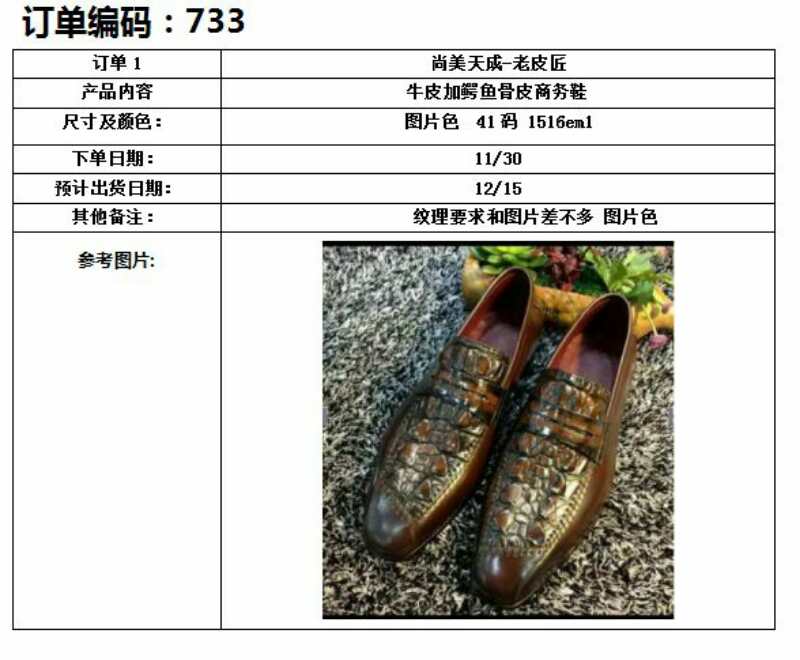 订单编码：733
订单 1 尚美天成-老皮匠
产品内容 牛皮加鳄鱼骨皮商务鞋
尺寸及颜色： 图片色 41 码 1516em1
下单日期： 11/30
预计出货日期： 12/15
其他备注： 纹理要求和图片差不多 图片色
参考图片: